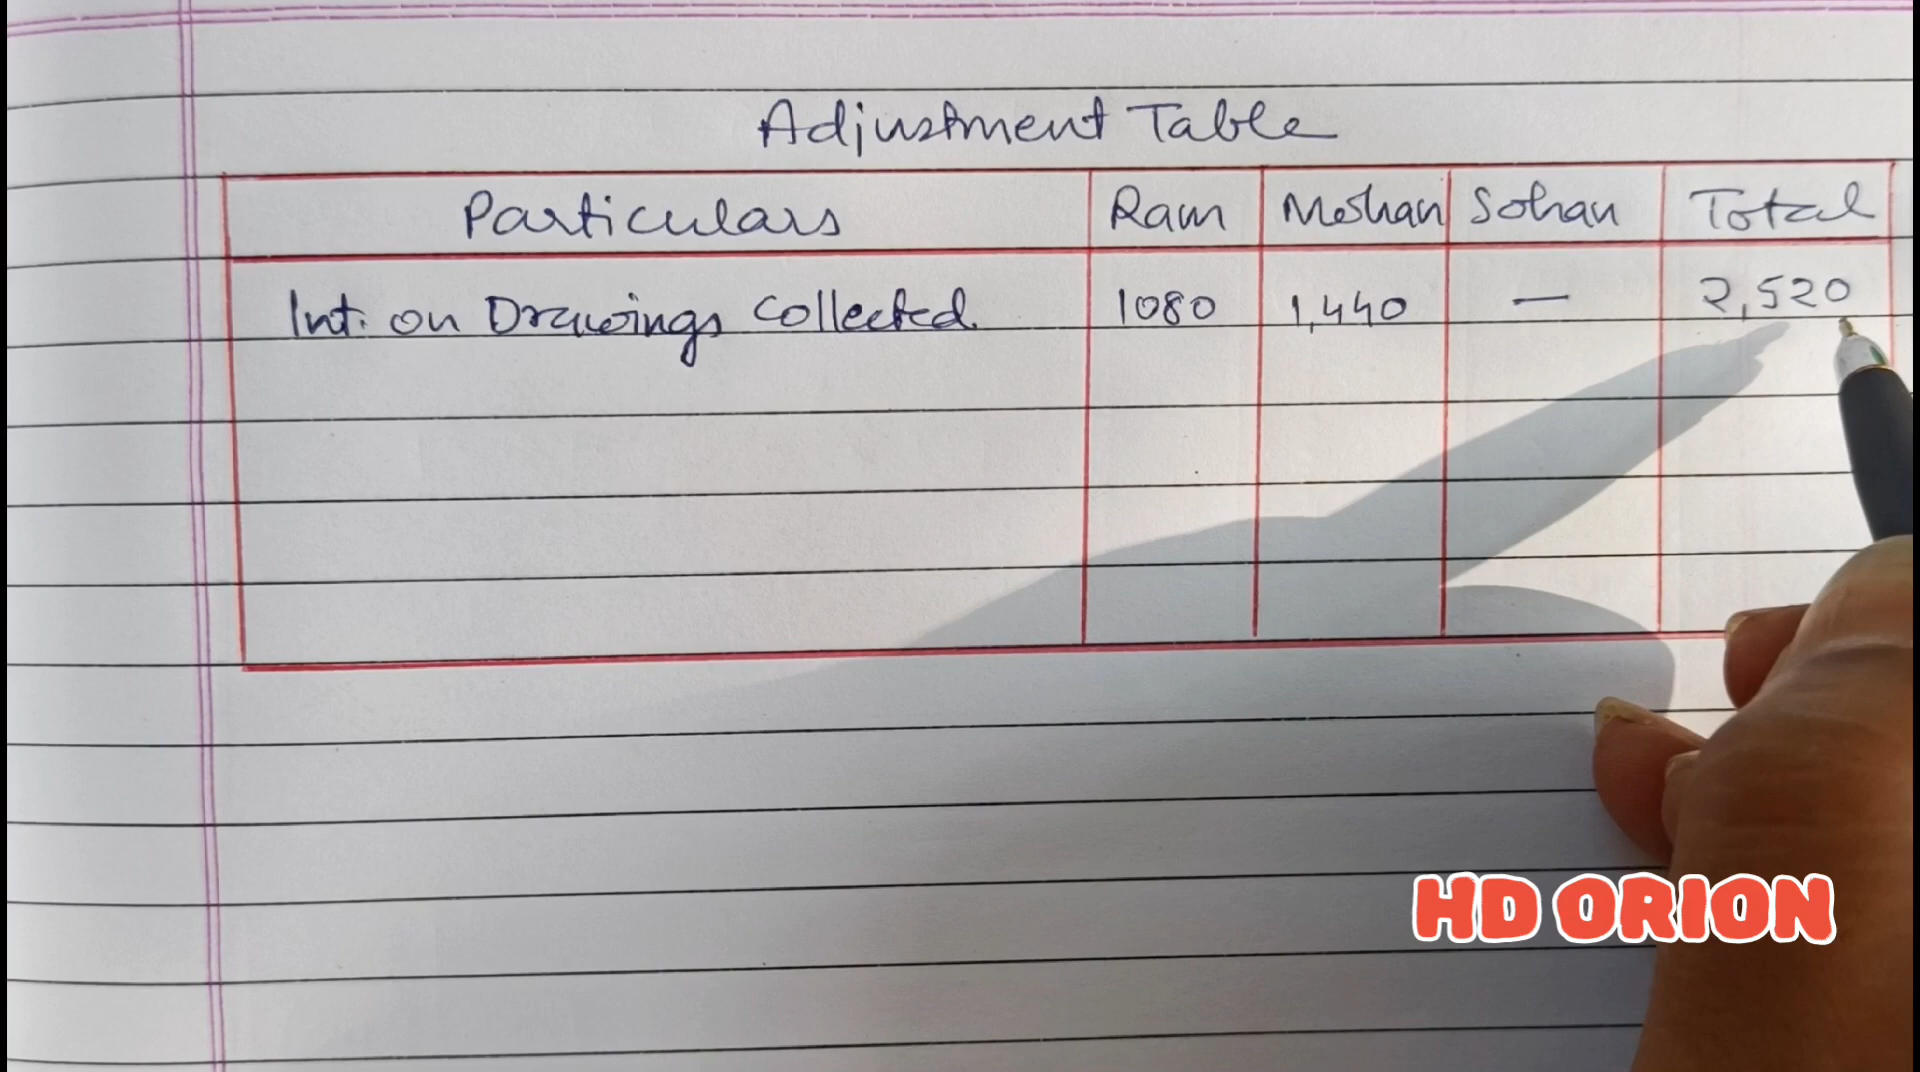 Adjustment Table
Particulars Ram Mohan Sohan Total
Int. on Drawings Collected. 1080 1,440 — 2,520
HD ORION